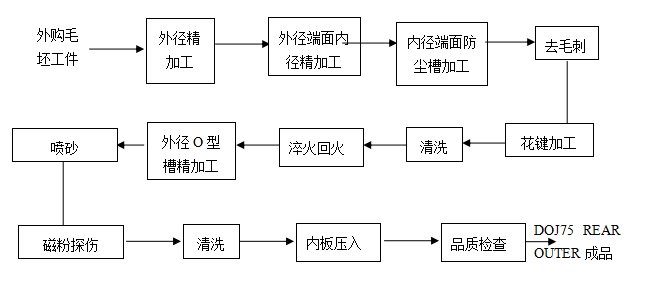 外购毛
坯工件
外径精
加工
外径端面内
径精加工
内径端面防
尘槽加工
去毛刺
花键加工
清洗
淬火回火
外径 O 型
槽精加工
喷砂
磁粉探伤
清洗
内板压入
品质检查
DOJ75 REAR
OUTER 成品